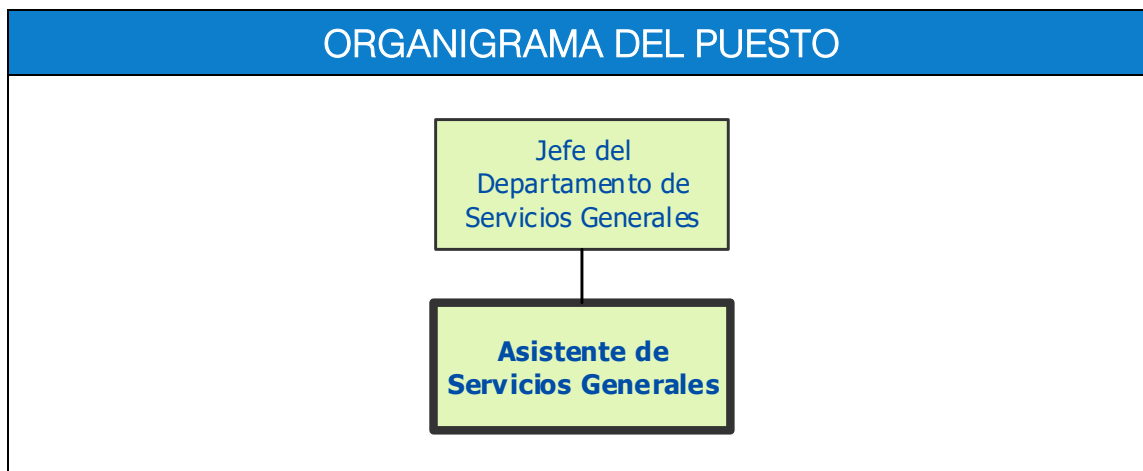 ORGANIGRAMA DEL PUESTO
Jefe del
Departamento de
Servicios Generales
Asistente de
Servicios Generales